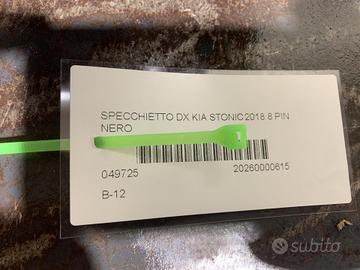 SPECCHIETTO DX KIA STONIC 2018 8 PIN
NERO
049725 20260000615
B-12
subito